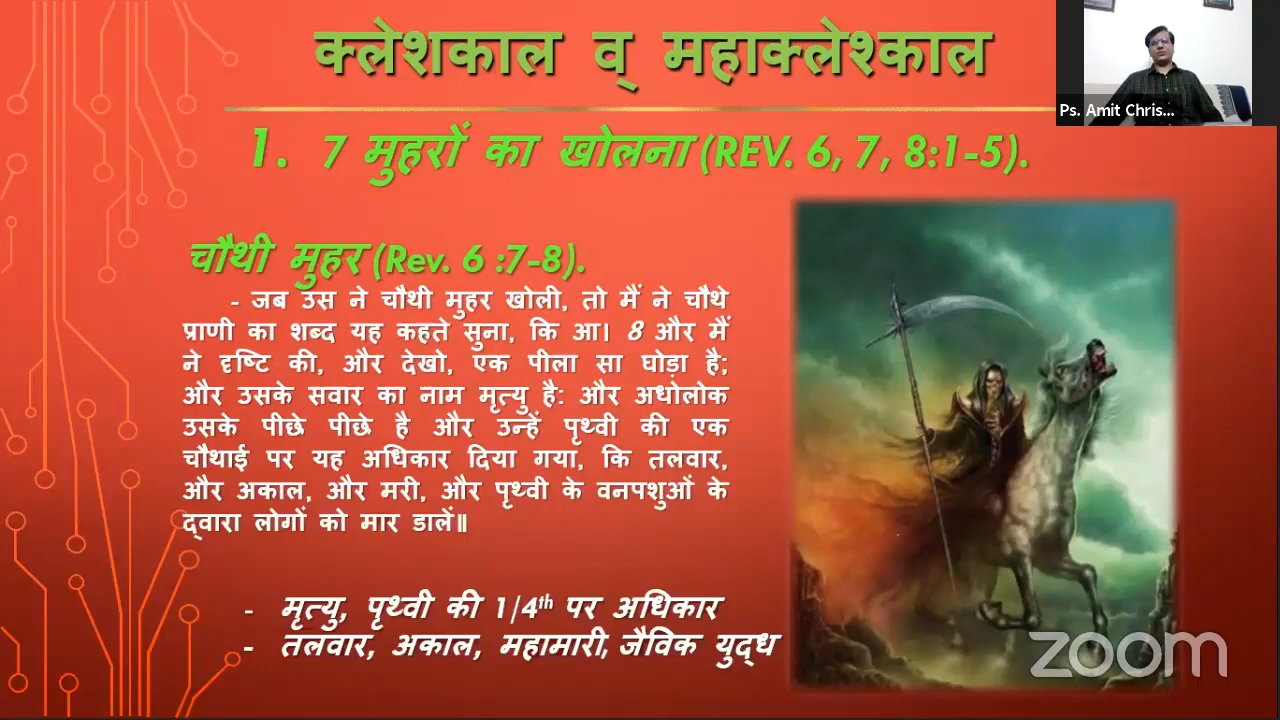 क्लेशकाल व् महाक्लेश्काल
Ps. Amit Chris...
1. 7 मुहरों का खोलना (REV. 6, 7, 8:1-5).
चौथी मुहर (Rev. 6 :7-8).
- जब उस ने चौथी मुहर खोली, तो मैं ने चौथे
प्राणी का शब्द यह कहते सुना, कि आ। 8 और मैं
ने दृष्टि की, और देखो, एक पीला सा घोड़ा है;
और उसके सवार का नाम मृत्यु है: और अधोलोक
उसके पीछे पीछे है और उन्हें पृथ्वी की एक
चौथाई पर यह अधिकार दिया गया, कि तलवार,
और अकाल, और मरी, और पृथ्वी के वनपशुओं के
द्वारा लोगों को मार डालें॥
- मृत्यु, पृथ्वी की 1/4th पर अधिकार
- तलवार, अकाल, महामारी, जैविक युद्ध
zoom